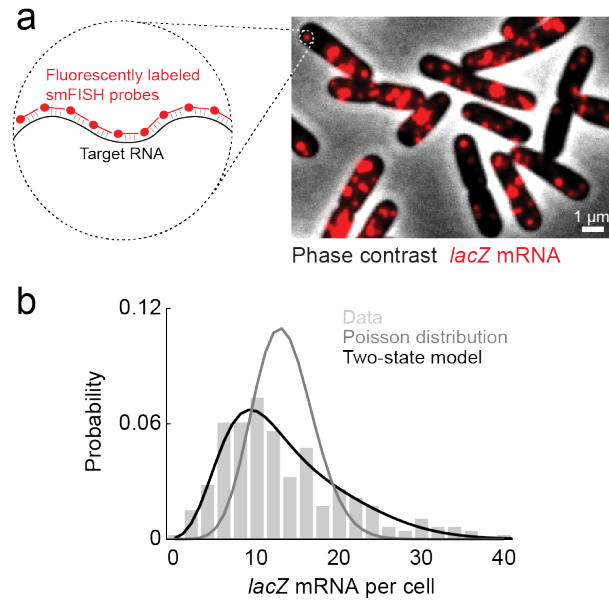 a
Fluorescently labeled
smFISH probes
Target RNA
1 µm
Phase contrast lacZ mRNA
b
0.12
0.06
0
Probability
Data
Poisson distribution
Two-state model
0 10 20 30 40
lacZ mRNA per cell